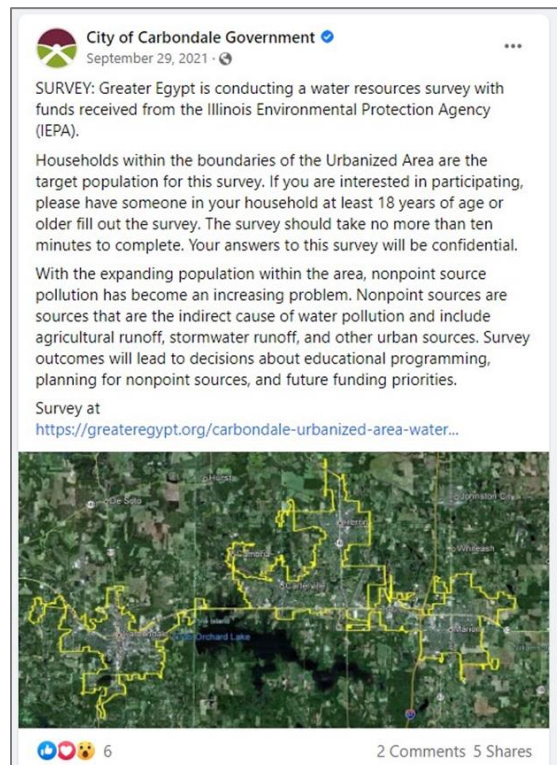 City of Carbondale Government
September 29, 2021 ·
SURVEY: Greater Egypt is conducting a water resources survey with
funds received from the Illinois Environmental Protection Agency
(IEPA).
Households within the boundaries of the Urbanized Area are the
target population for this survey. If you are interested in participating,
please have someone in your household at least 18 years of age or
older fill out the survey. The survey should take no more than ten
minutes to complete. Your answers to this survey will be confidential.
With the expanding population within the area, nonpoint source
pollution has become an increasing problem. Nonpoint sources are
sources that are the indirect cause of water pollution and include
agricultural runoff, stormwater runoff, and other urban sources. Survey
outcomes will lead to decisions about educational programming,
planning for nonpoint sources, and future funding priorities.
Survey at
https://greateregypt.org/carbondale-urbanized-area-water...
Hurst
Johnston City
De Soto
Herrin
Whiteash
Carterville
Marion
Orchard Lake
6
2 Comments 5 Shares